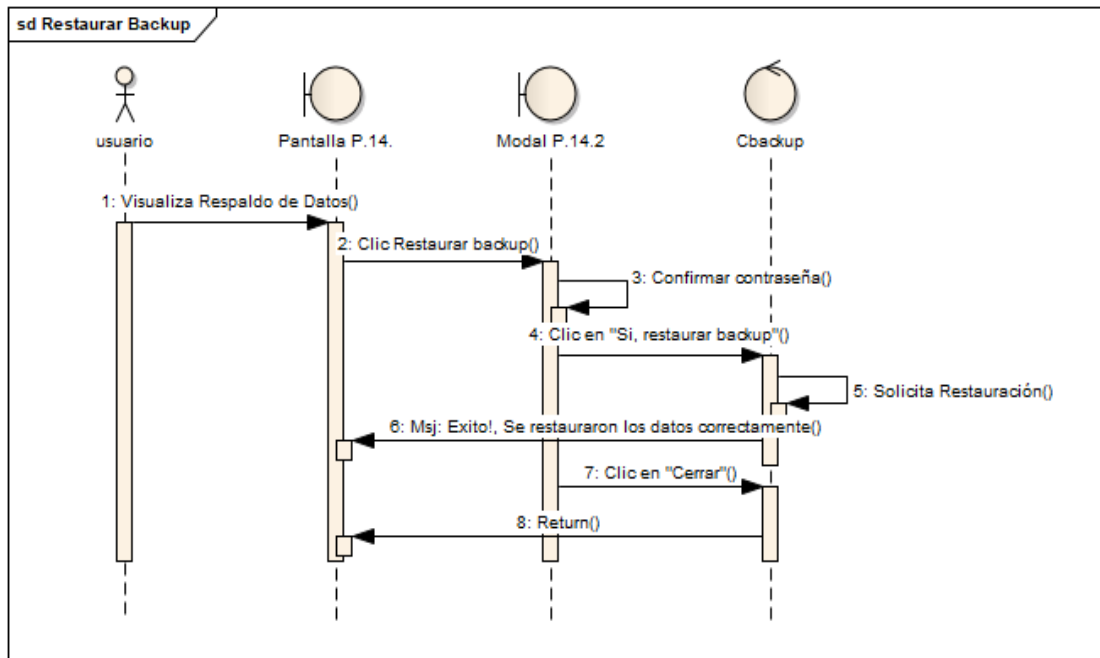 sd Restaurar Backup
usuario
Pantalla P.14.
Modal P.14.2
Cbackup
1: Visualiza Respaldo de Datos()
2: Clic Restaurar backup()
3: Confirmar contraseña()
4: Clic en "Si, restaurar backup"()
5: Solicita Restauración()
6: Msj: Exito!, Se restauraron los datos correctamente()
7: Clic en "Cerrar"()
8: Return()